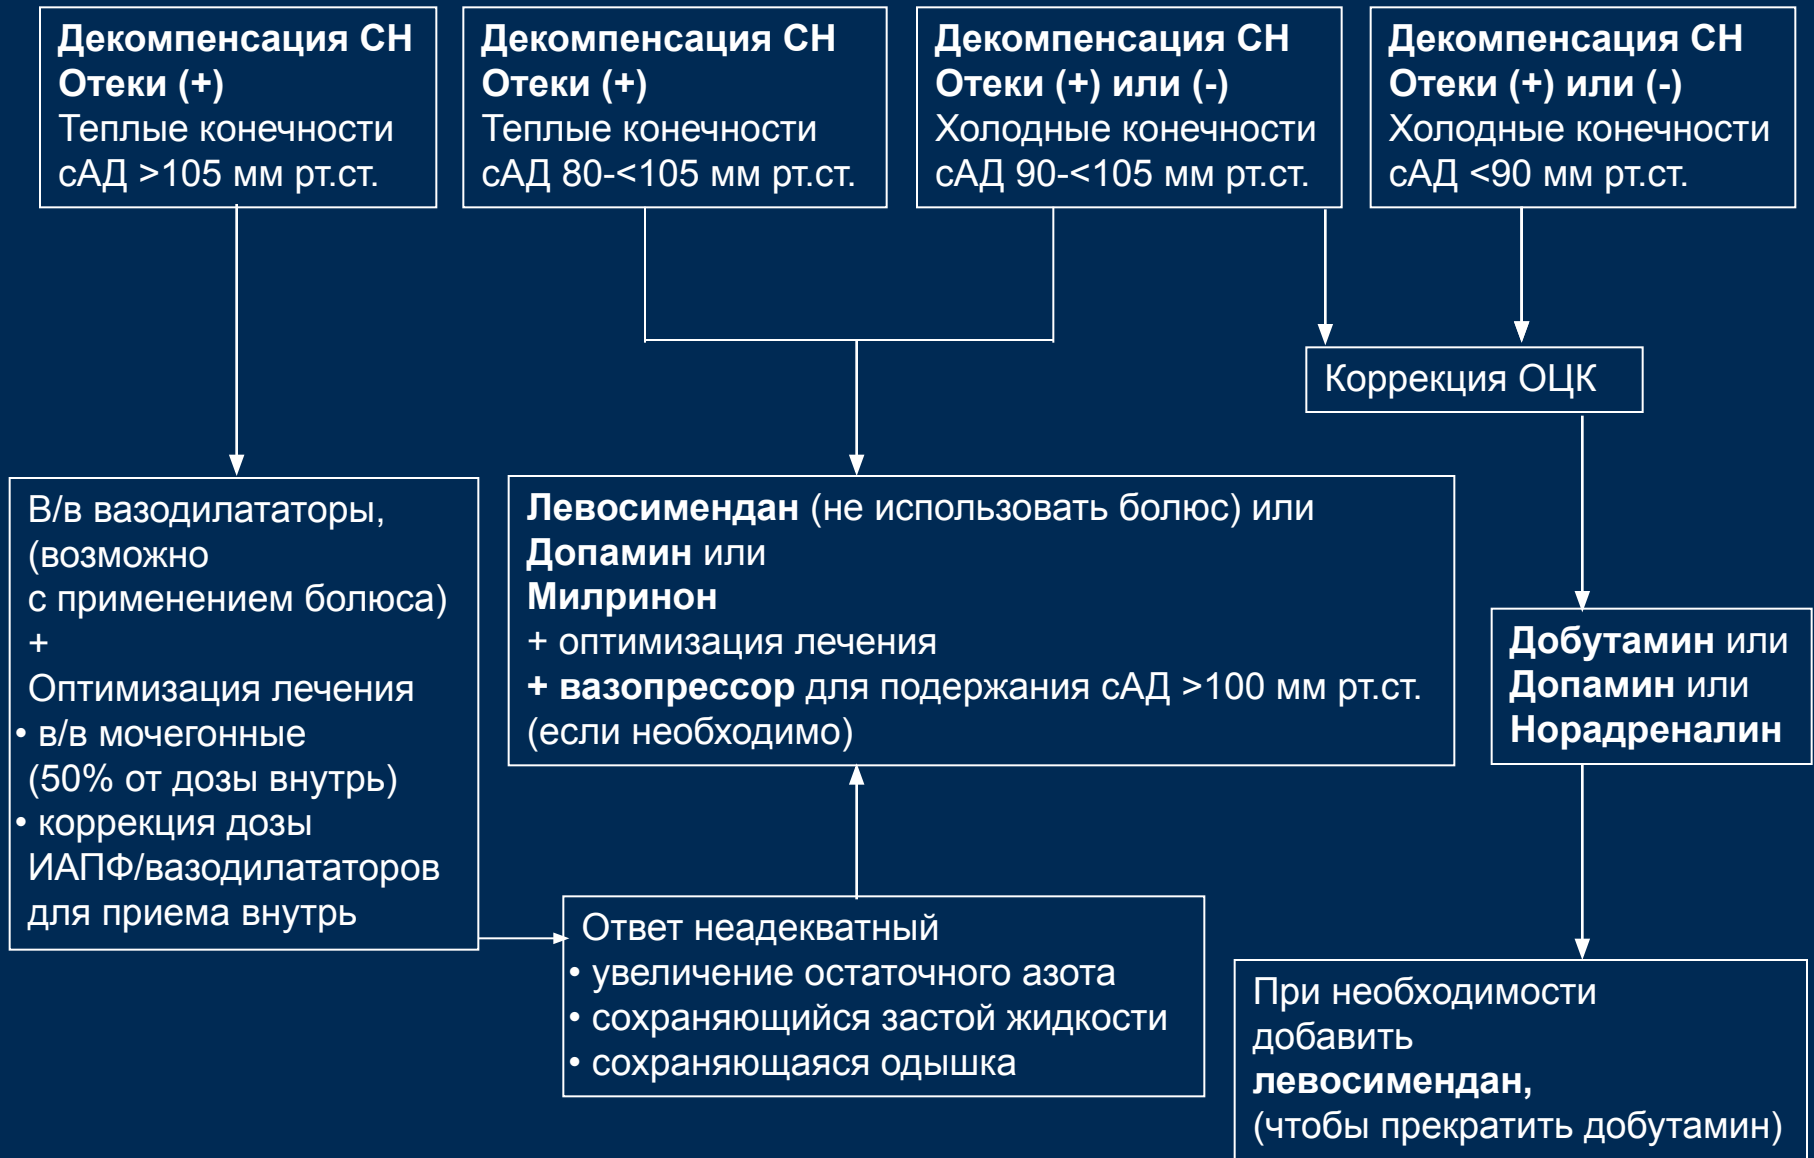 Декомпенсация СН
Отеки (+)
Теплые конечности
сАД >105 мм рт.ст.
Декомпенсация СН
Отеки (+)
Теплые конечности
сАД 80-<105 мм рт.ст.
Декомпенсация СН
Отеки (+) или (-)
Холодные конечности
сАД 90-<105 мм рт.ст.
Декомпенсация СН
Отеки (+) или (-)
Холодные конечности
сАД <90 мм рт.ст.
Коррекция ОЦК
В/в вазодилататоры,
(возможно
с применением болюса)
+
Оптимизация лечения
• в/в мочегонные
(50% от дозы внутрь)
• коррекция дозы
ИАПФ/вазодилататоров
для приема внутрь
Левосимендан (не использовать болюс) или
Допамин или
Милринон
+ оптимизация лечения
+ вазопрессор для подержания сАД >100 мм рт.ст.
(если необходимо)
Добутамин или
Допамин или
Норадреналин
Ответ неадекватный
• увеличение остаточного азота
• сохраняющийся застой жидкости
• сохраняющаяся одышка
При необходимости
добавить
левосимендан,
(чтобы прекратить добутамин)